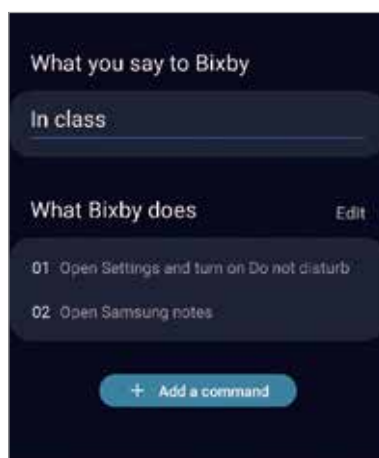 What you say to Bixby
In class
What Bixby does
Edit
01 Open Settings and turn on Do not disturb
02 Open Samsung notes
+ Add a command